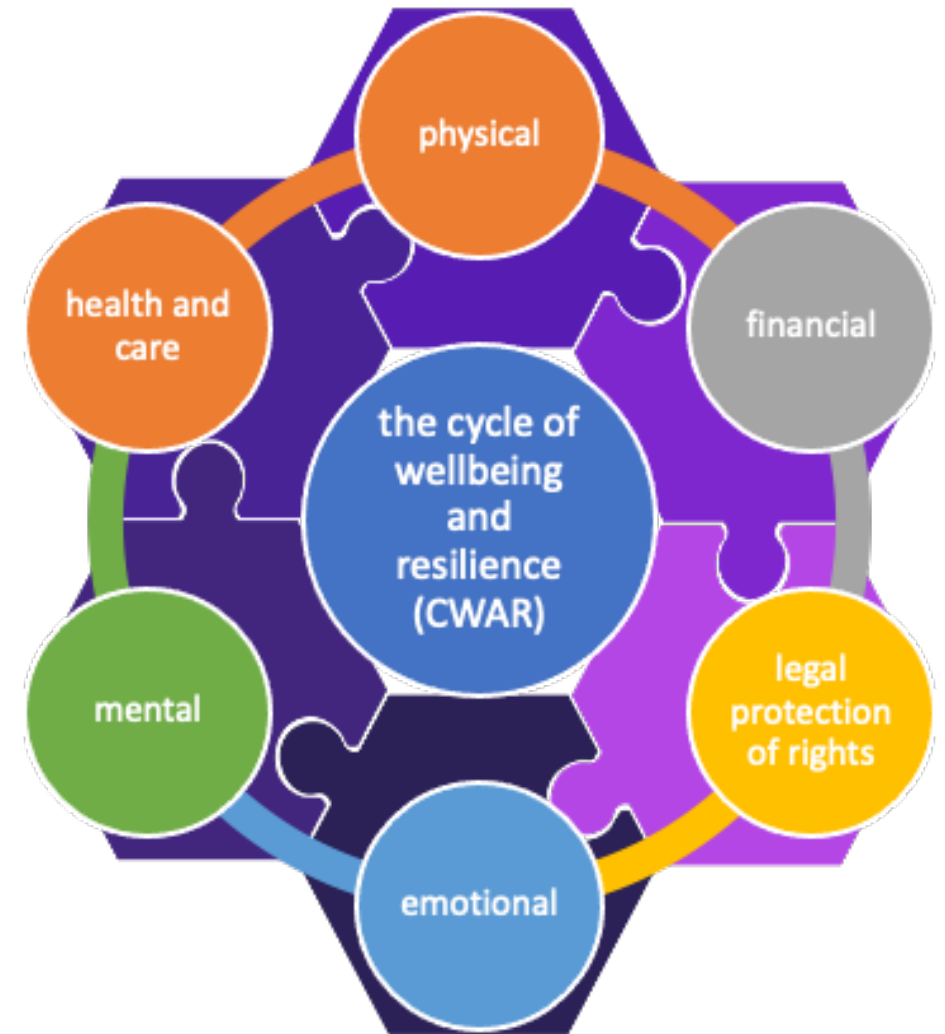 physical
health and
care
financial
the cycle of
wellbeing
and
resilience
(CWAR)
mental
legal
protection
of rights
emotional